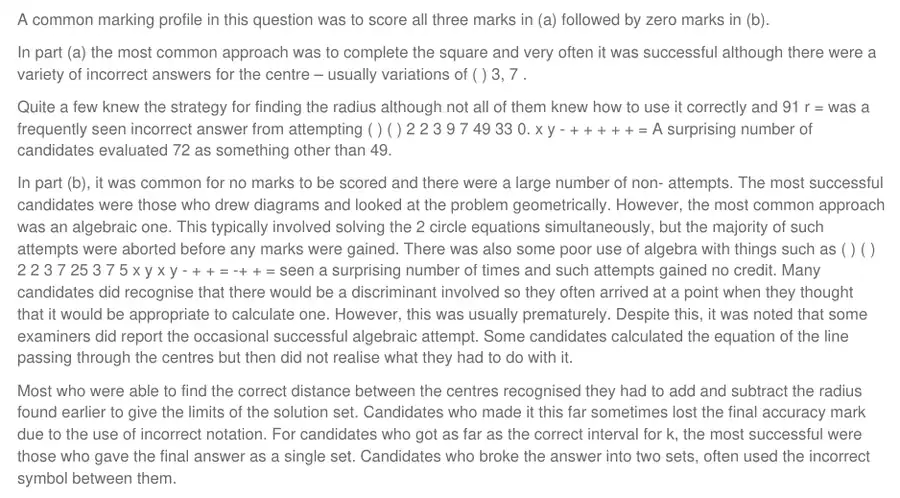 A common marking profile in this question was to score all three marks in (a) followed by zero marks in (b).
In part (a) the most common approach was to complete the square and very often it was successful although there were a
variety of incorrect answers for the centre – usually variations of ( ) 3, 7 .
Quite a few knew the strategy for finding the radius although not all of them knew how to use it correctly and 91 r = was a
frequently seen incorrect answer from attempting ( ) ( ) 2 2 3 9 7 49 33 0. x y - + + + + + = A surprising number of
candidates evaluated 72 as something other than 49.
In part (b), it was common for no marks to be scored and there were a large number of non- attempts. The most successful
candidates were those who drew diagrams and looked at the problem geometrically. However, the most common approach
was an algebraic one. This typically involved solving the 2 circle equations simultaneously, but the majority of such
attempts were aborted before any marks were gained. There was also some poor use of algebra with things such as ( ) ( )
2 2 3 7 25 3 7 5 x y x y - + + = -+ + = seen a surprising number of times and such attempts gained no credit. Many
candidates did recognise that there would be a discriminant involved so they often arrived at a point when they thought
that it would be appropriate to calculate one. However, this was usually prematurely. Despite this, it was noted that some
examiners did report the occasional successful algebraic attempt. Some candidates calculated the equation of the line
passing through the centres but then did not realise what they had to do with it.
Most who were able to find the correct distance between the centres recognised they had to add and subtract the radius
found earlier to give the limits of the solution set. Candidates who made it this far sometimes lost the final accuracy mark
due to the use of incorrect notation. For candidates who got as far as the correct interval for k, the most successful were
those who gave the final answer as a single set. Candidates who broke the answer into two sets, often used the incorrect
symbol between them.